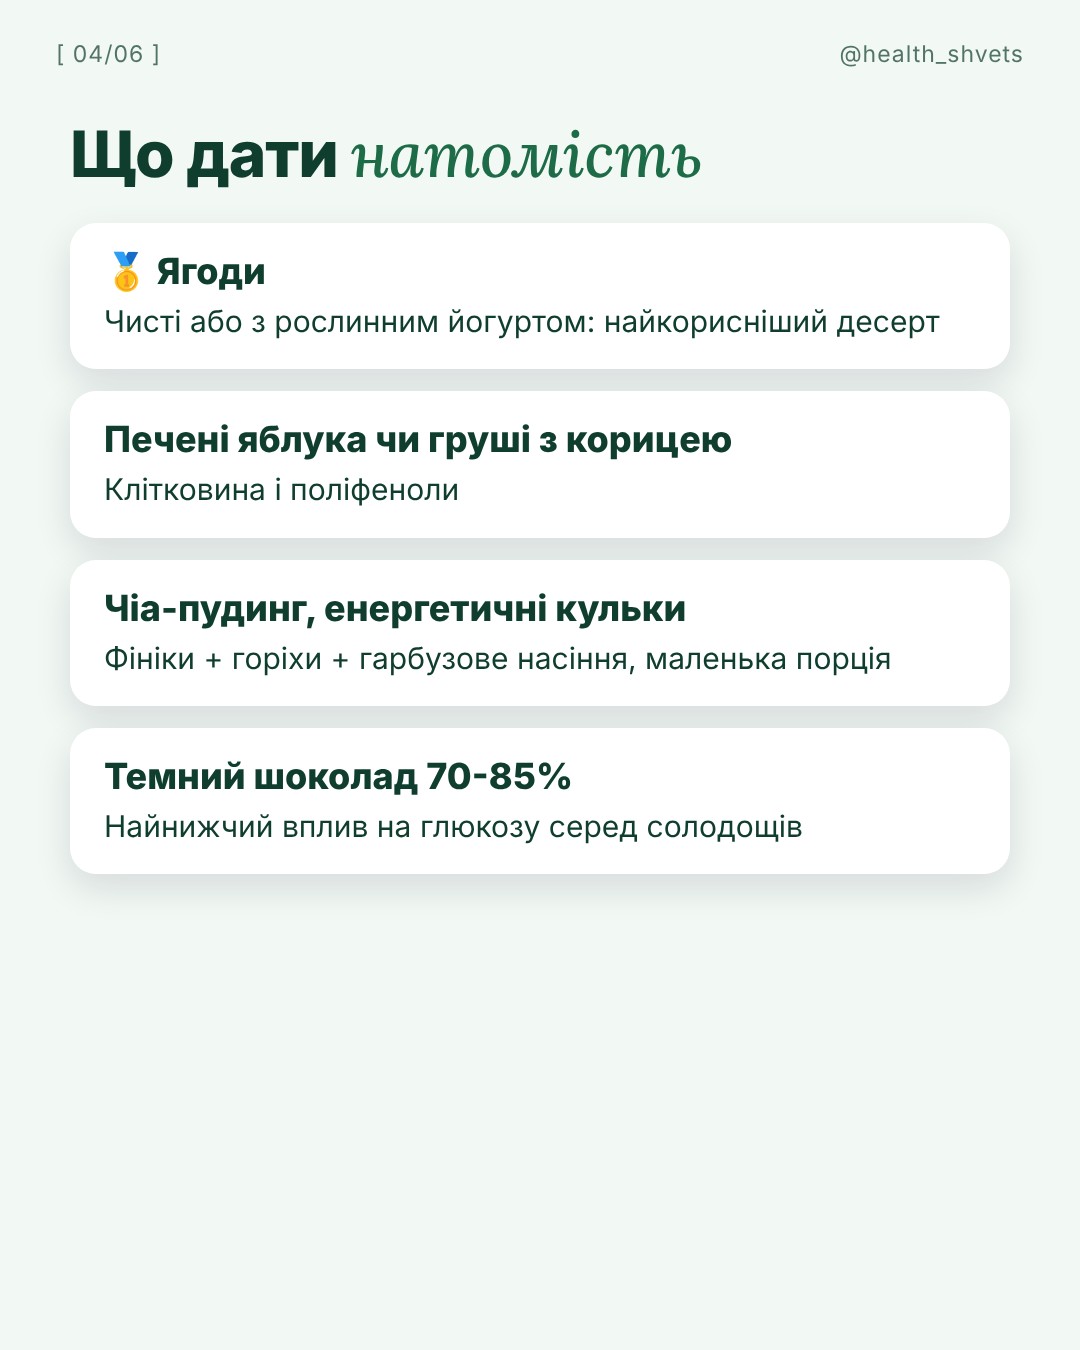 [ 04/06 ]
@health_shvets
Що дати натомість
🥇 Ягоди
Чисті або з рослинним йогуртом: найкорисніший десерт
Печені яблука чи груші з корицею
Клітковина і поліфеноли
Чіа-пудинг, енергетичні кульки
Фініки + горіхи + гарбузове насіння, маленька порція
Темний шоколад 70-85%
Найнижчий вплив на глюкозу серед солодощів